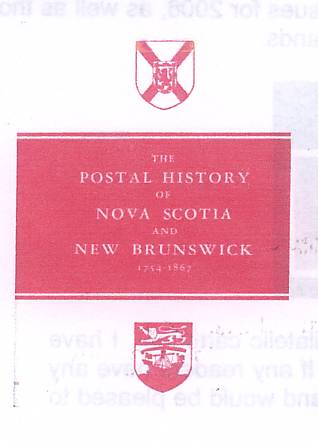 THE
POSTAL HISTORY
OF
NOVA SCOTIA
AND
NEW BRUNSWICK
1754-1867